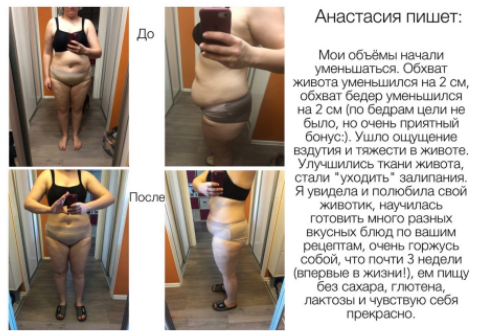 До
После
Анастасия пишет:
Мои объёмы начали
уменьшаться. Обхват
живота уменьшился на 2 см,
обхват бедер уменьшился
на 2 см (по бедрам цели не
было, но очень приятный
бонус:). Ушло ощущение
вздутия и тяжести в животе.
Улучшились ткани живота,
стали "уходить" залипания.
Я увидела и полюбила свой
животик, научилась
готовить много разных
вкусных блюд по вашим
рецептам, очень горжусь
собой, что почти 3 недели
(впервые в жизни!), ем пищу
без сахара, глютена,
лактозы и чувствую себя
прекрасно.